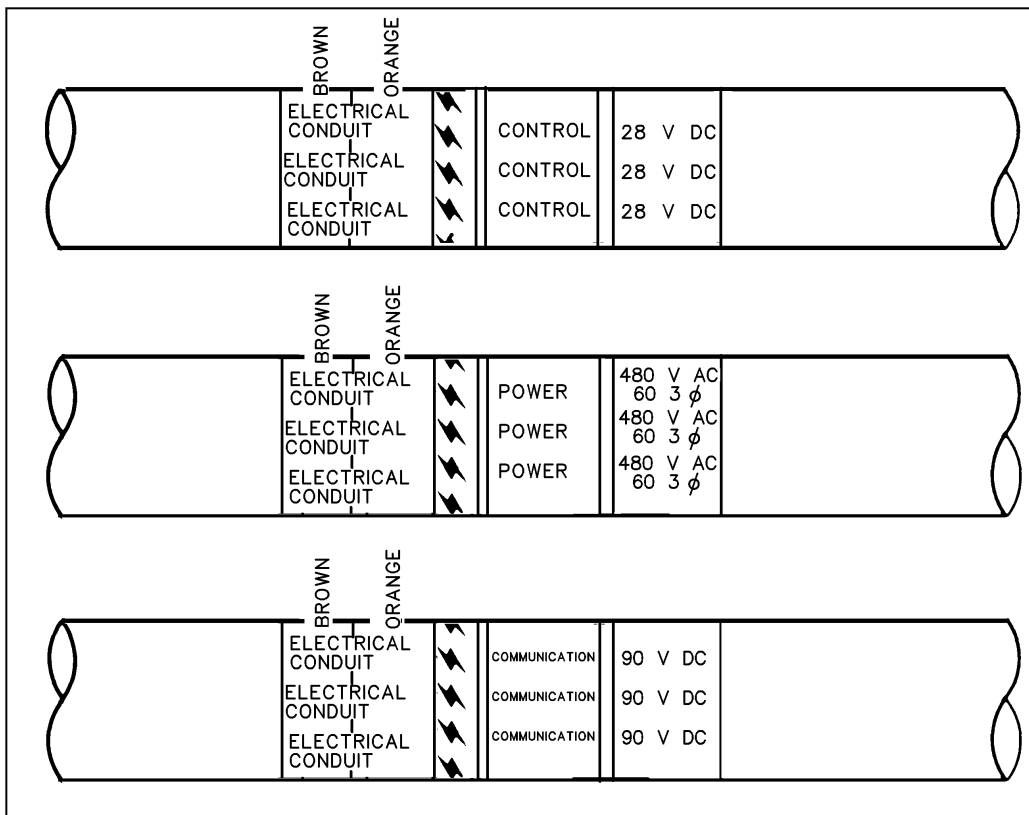 BROWN
ORANGE
ELECTRICAL
CONDUIT
ELECTRICAL
CONDUIT
ELECTRICAL
CONDUIT
CONTROL
CONTROL
CONTROL
28 V DC
28 V DC
28 V DC
BROWN
ORANGE
ELECTRICAL
CONDUIT
ELECTRICAL
CONDUIT
ELECTRICAL
CONDUIT
POWER
POWER
POWER
480 V AC
60 3 ϕ
480 V AC
60 3 ϕ
480 V AC
60 3 ϕ
BROWN
ORANGE
ELECTRICAL
CONDUIT
ELECTRICAL
CONDUIT
ELECTRICAL
CONDUIT
COMMUNICATION
COMMUNICATION
COMMUNICATION
90 V DC
90 V DC
90 V DC